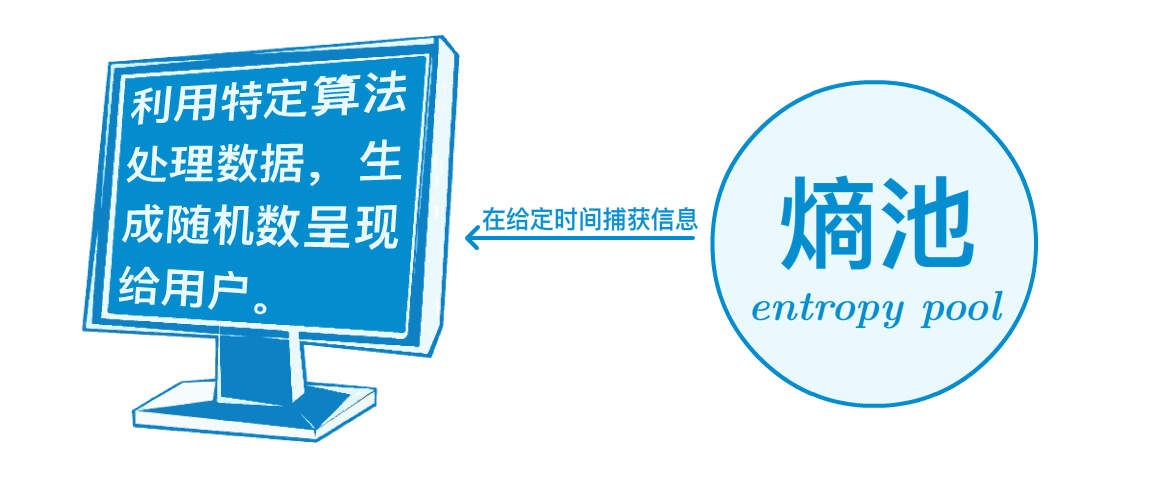 利用特定算法
处理数据，生
成随机数呈现
给用户。
在给定时间捕获信息
熵池
entropy pool